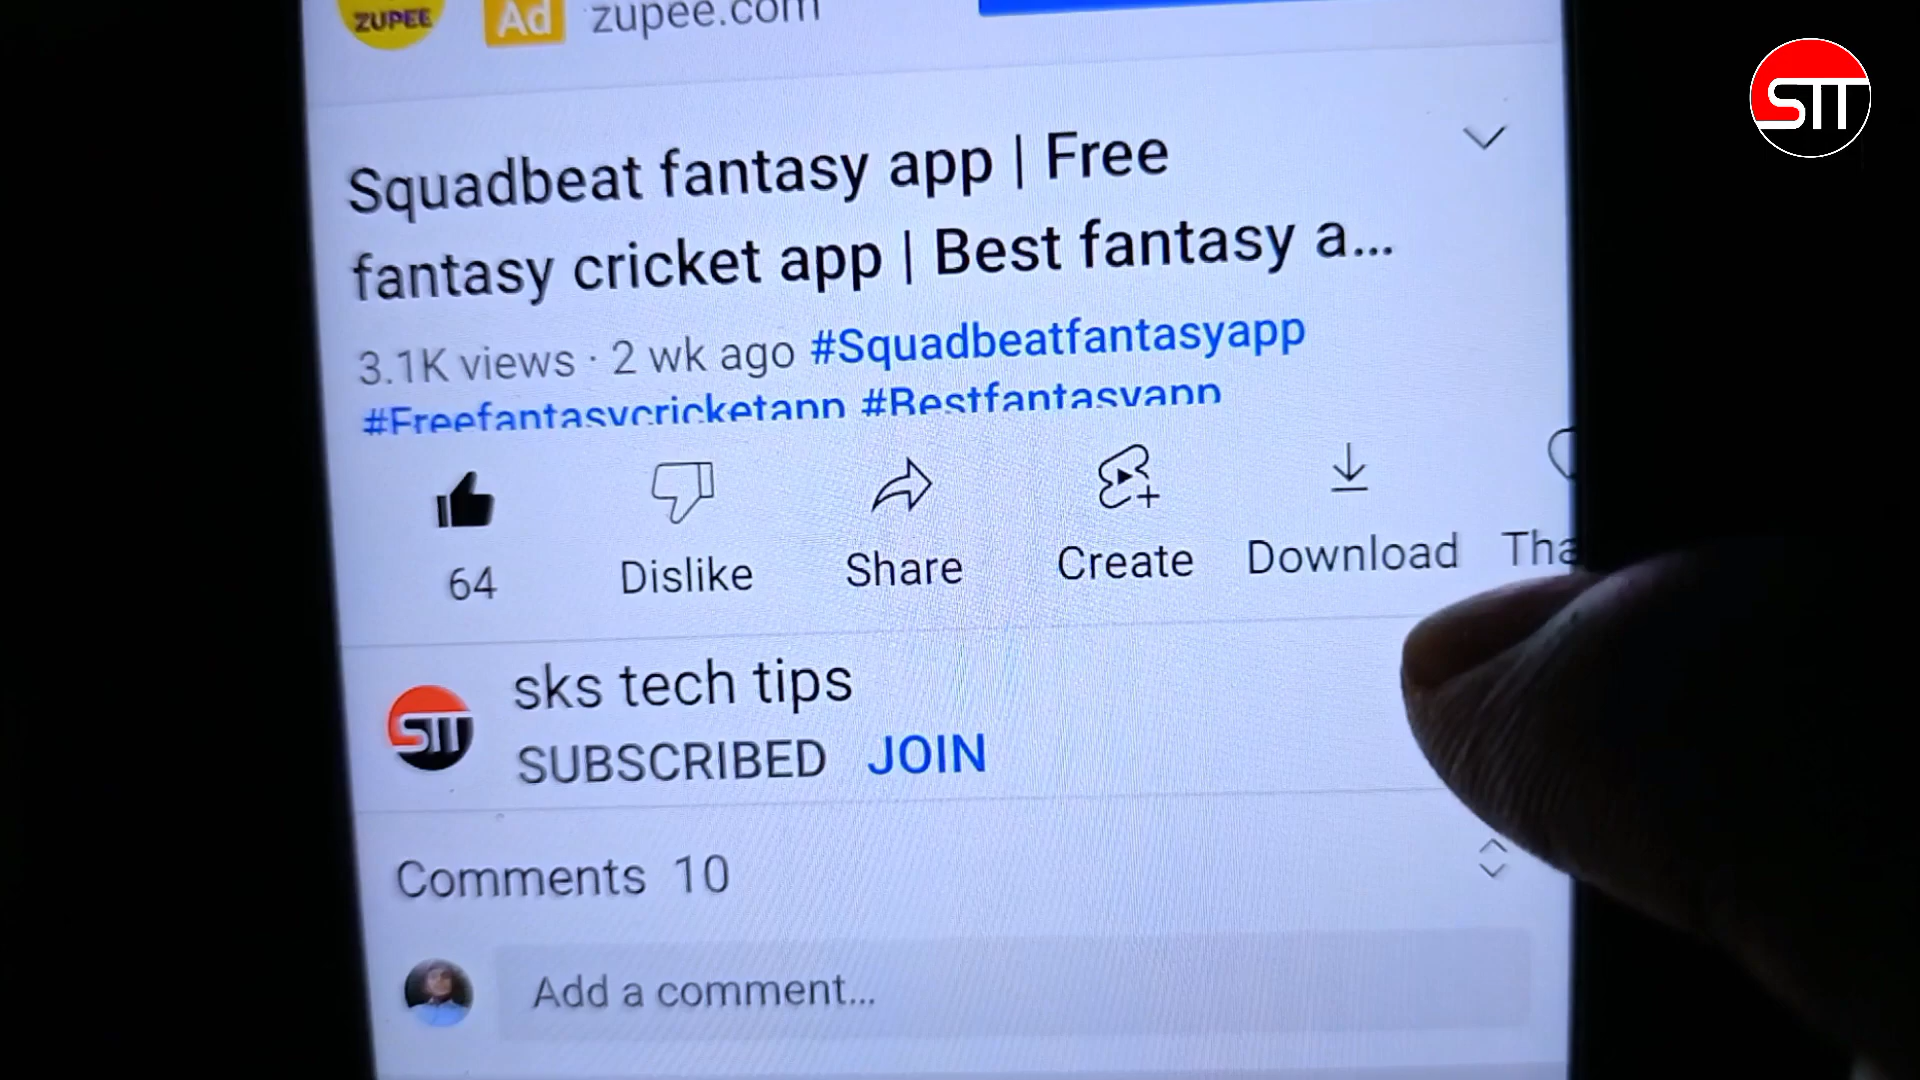 ZUPEE
Ad zupee.com
STT
Squadbeat fantasy app | Free
fantasy cricket app | Best fantasy a...
3.1K views · 2 wk ago #Squadbeatfantasyapp
#Freefantasycricketapp #Bestfantasyapp
64 Dislike Share Create Download Tha
sks tech tips
STT
SUBSCRIBED JOIN
Comments 10
Add a comment...